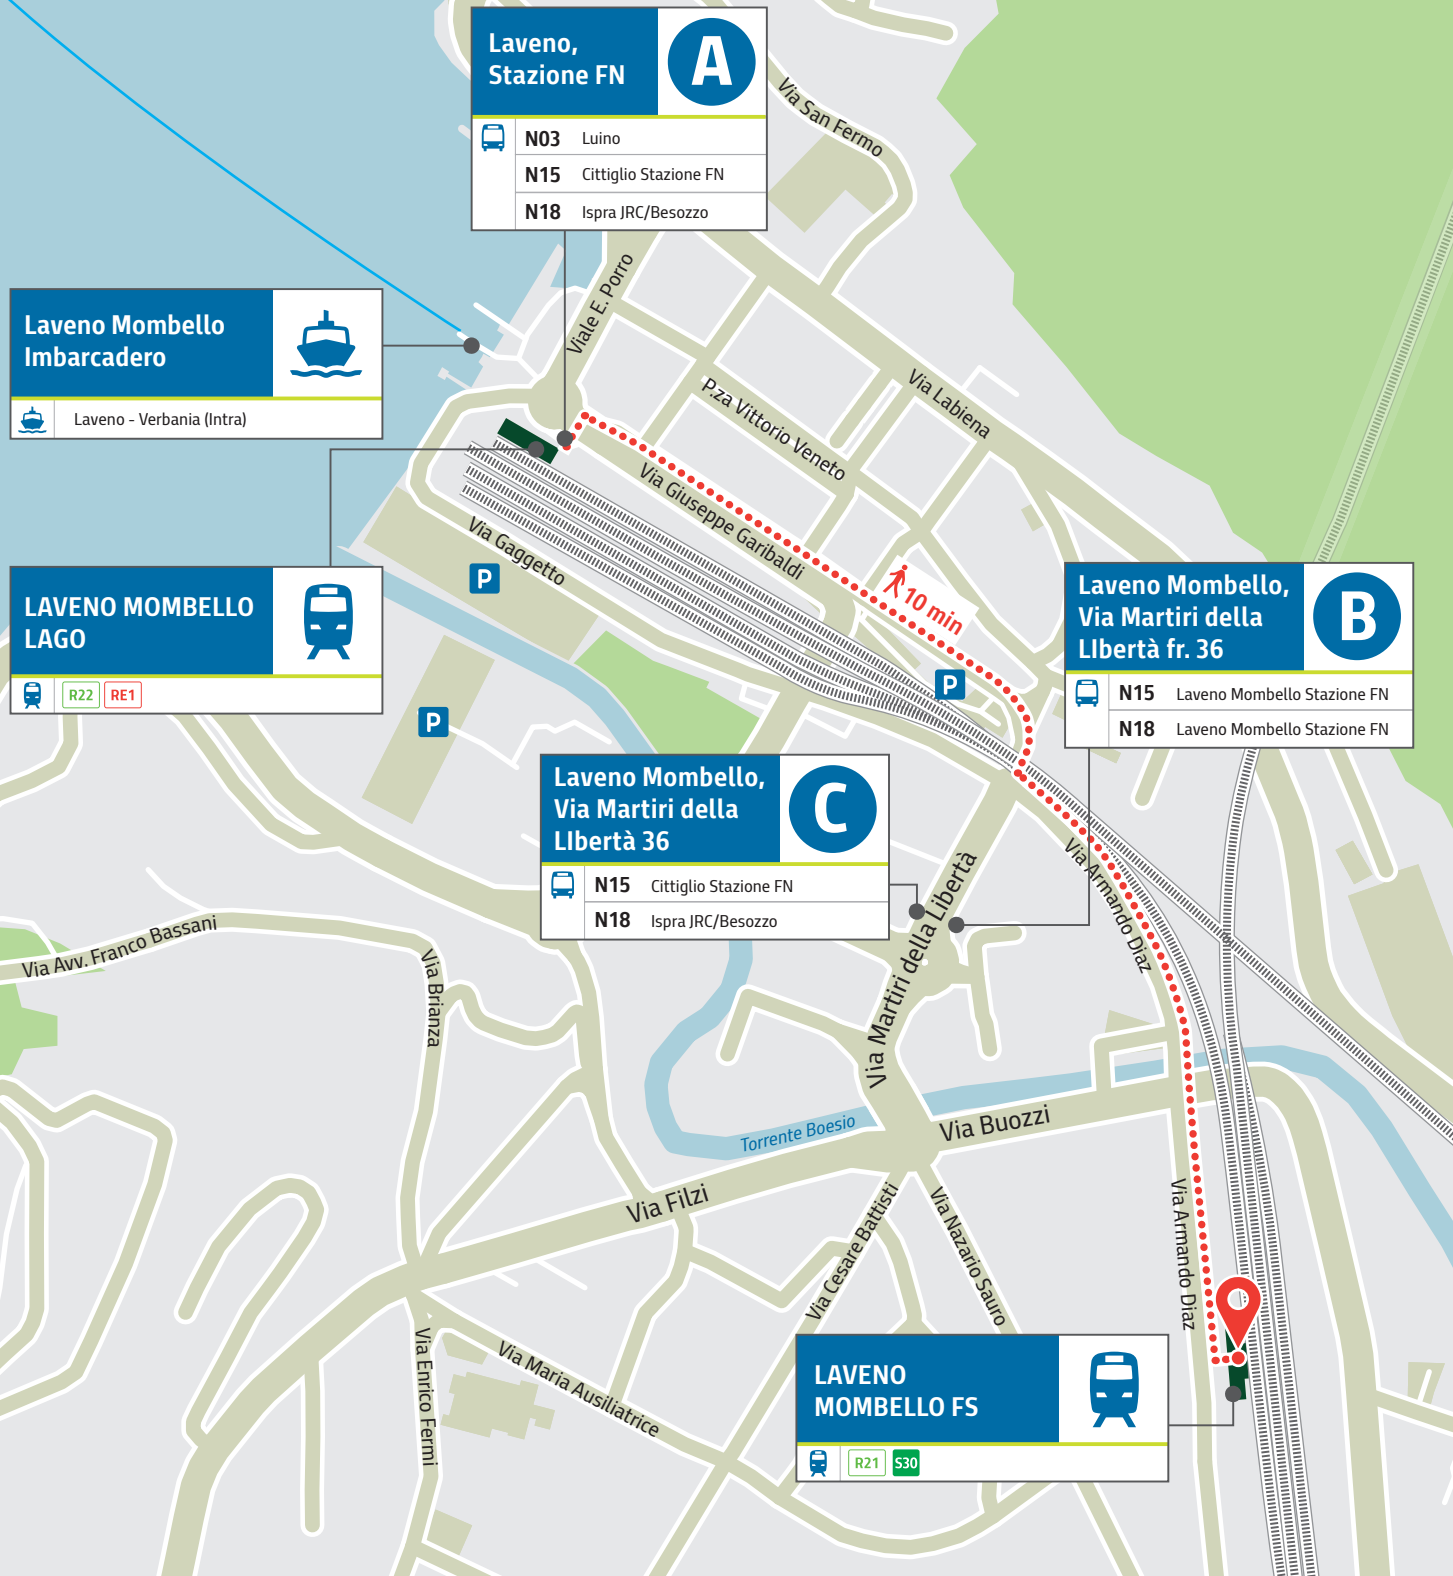 Laveno,
Stazione FN
A
N03 Luino
N15 Cittiglio Stazione FN
N18 Ispra JRC/Besozzo
Via San Fermo
Laveno Mombello
Imbarcadero
Laveno - Verbania (Intra)
Viale E. Porro
Via Labiena
P.za Vittorio Veneto
Via Giuseppe Garibaldi
Via Gaggetto
P
LAVENO MOMBELLO
LAGO
R22 RE1
10 min
P
P
Laveno Mombello,
Via Martiri della
LIbertà fr. 36
B
N15 Laveno Mombello Stazione FN
N18 Laveno Mombello Stazione FN
Laveno Mombello,
Via Martiri della
LIbertà 36
C
N15 Cittiglio Stazione FN
N18 Ispra JRC/Besozzo
Via Armando Diaz
Via Martiri della Libertà
Via Avv. Franco Bassani
Via Brianza
Torrente Boesio
Via Buozzi
Via Filzi
Via Cesare Battisti
Via Nazario Sauro
Via Armando Diaz
Via Enrico Fermi
Via Maria Ausiliatrice
LAVENO
MOMBELLO FS
R21 S30